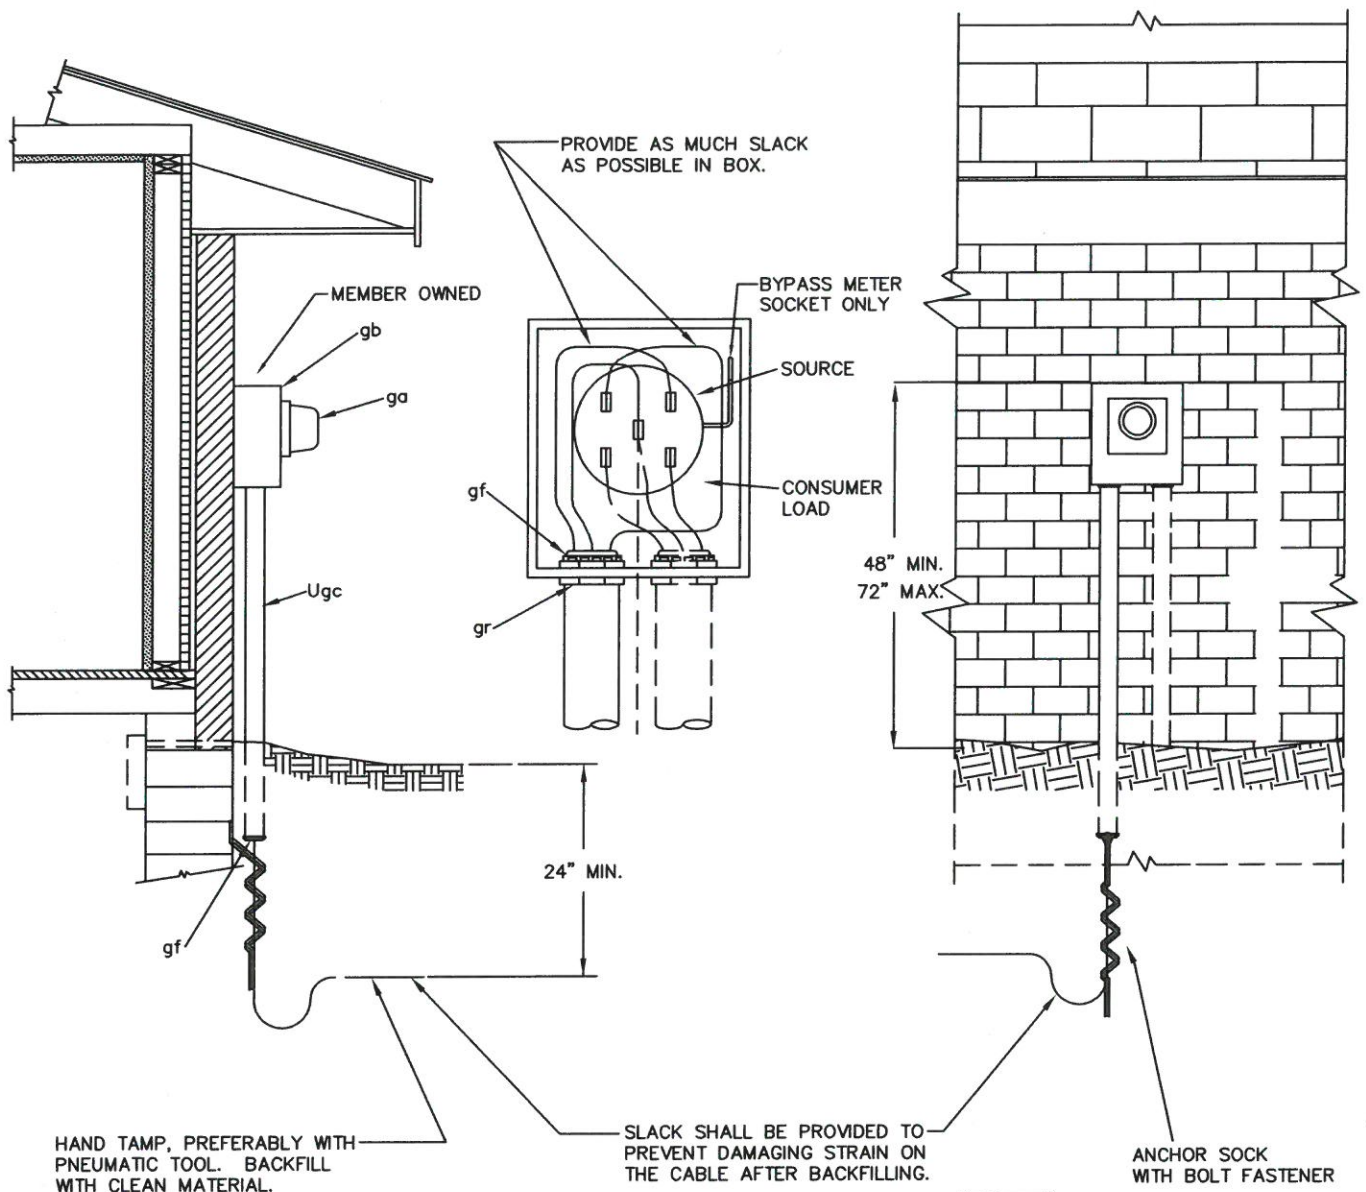 PROVIDE AS MUCH SLACK
AS POSSIBLE IN BOX.
MEMBER OWNED
gb
ga
BYPASS METER
SOCKET ONLY
SOURCE
gf
CONSUMER
LOAD
48" MIN.
72" MAX.
Ugc
gr
24" MIN.
gf
HAND TAMP, PREFERABLY WITH
PNEUMATIC TOOL. BACKFILL
WITH CLEAN MATERIAL.
SLACK SHALL BE PROVIDED TO
PREVENT DAMAGING STRAIN ON
THE CABLE AFTER BACKFILLING.
ANCHOR SOCK
WITH BOLT FASTENER